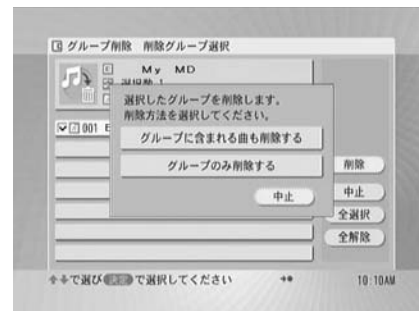 グループ削除 削除グループ選択
My MD
選択したグループを削除します。
削除方法を選択してください。
グループに含まれる曲も削除する
グループのみ削除する
中止
001 E
削除
中止
全選択
全解除
で選び 決定 で選択してください
10:10AM